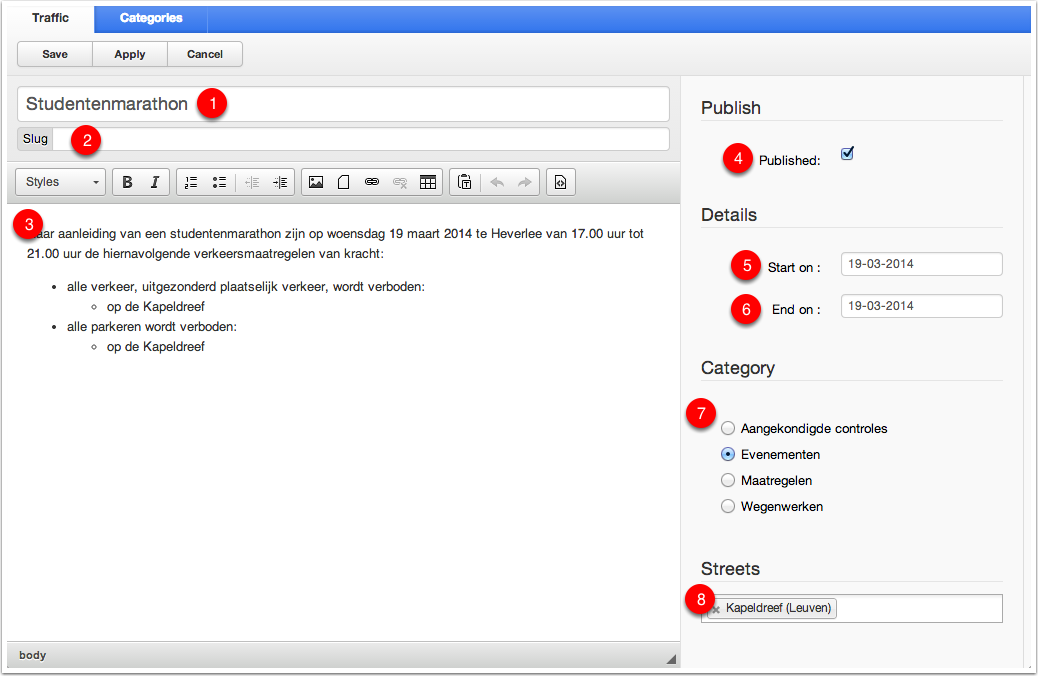 Traffic Categories
Save Apply Cancel
Studentenmarathon 1
Slug 2
Styles B I
3 aar aanleiding van een studentenmarathon zijn op woensdag 19 maart 2014 te Heverlee van 17.00 uur tot
21.00 uur de hiernavolgende verkeersmaatregelen van kracht:
• alle verkeer, uitgezonderd plaatselijk verkeer, wordt verboden:
◦ op de Kapeldreef
• alle parkeren wordt verboden:
◦ op de Kapeldreef
body
Publish
4 Published:
Details
5 Start on : 19-03-2014
6 End on : 19-03-2014
Category
7
Aangekondigde controles
Evenementen
Maatregelen
Wegenwerken
Streets
8 × Kapeldreef (Leuven)